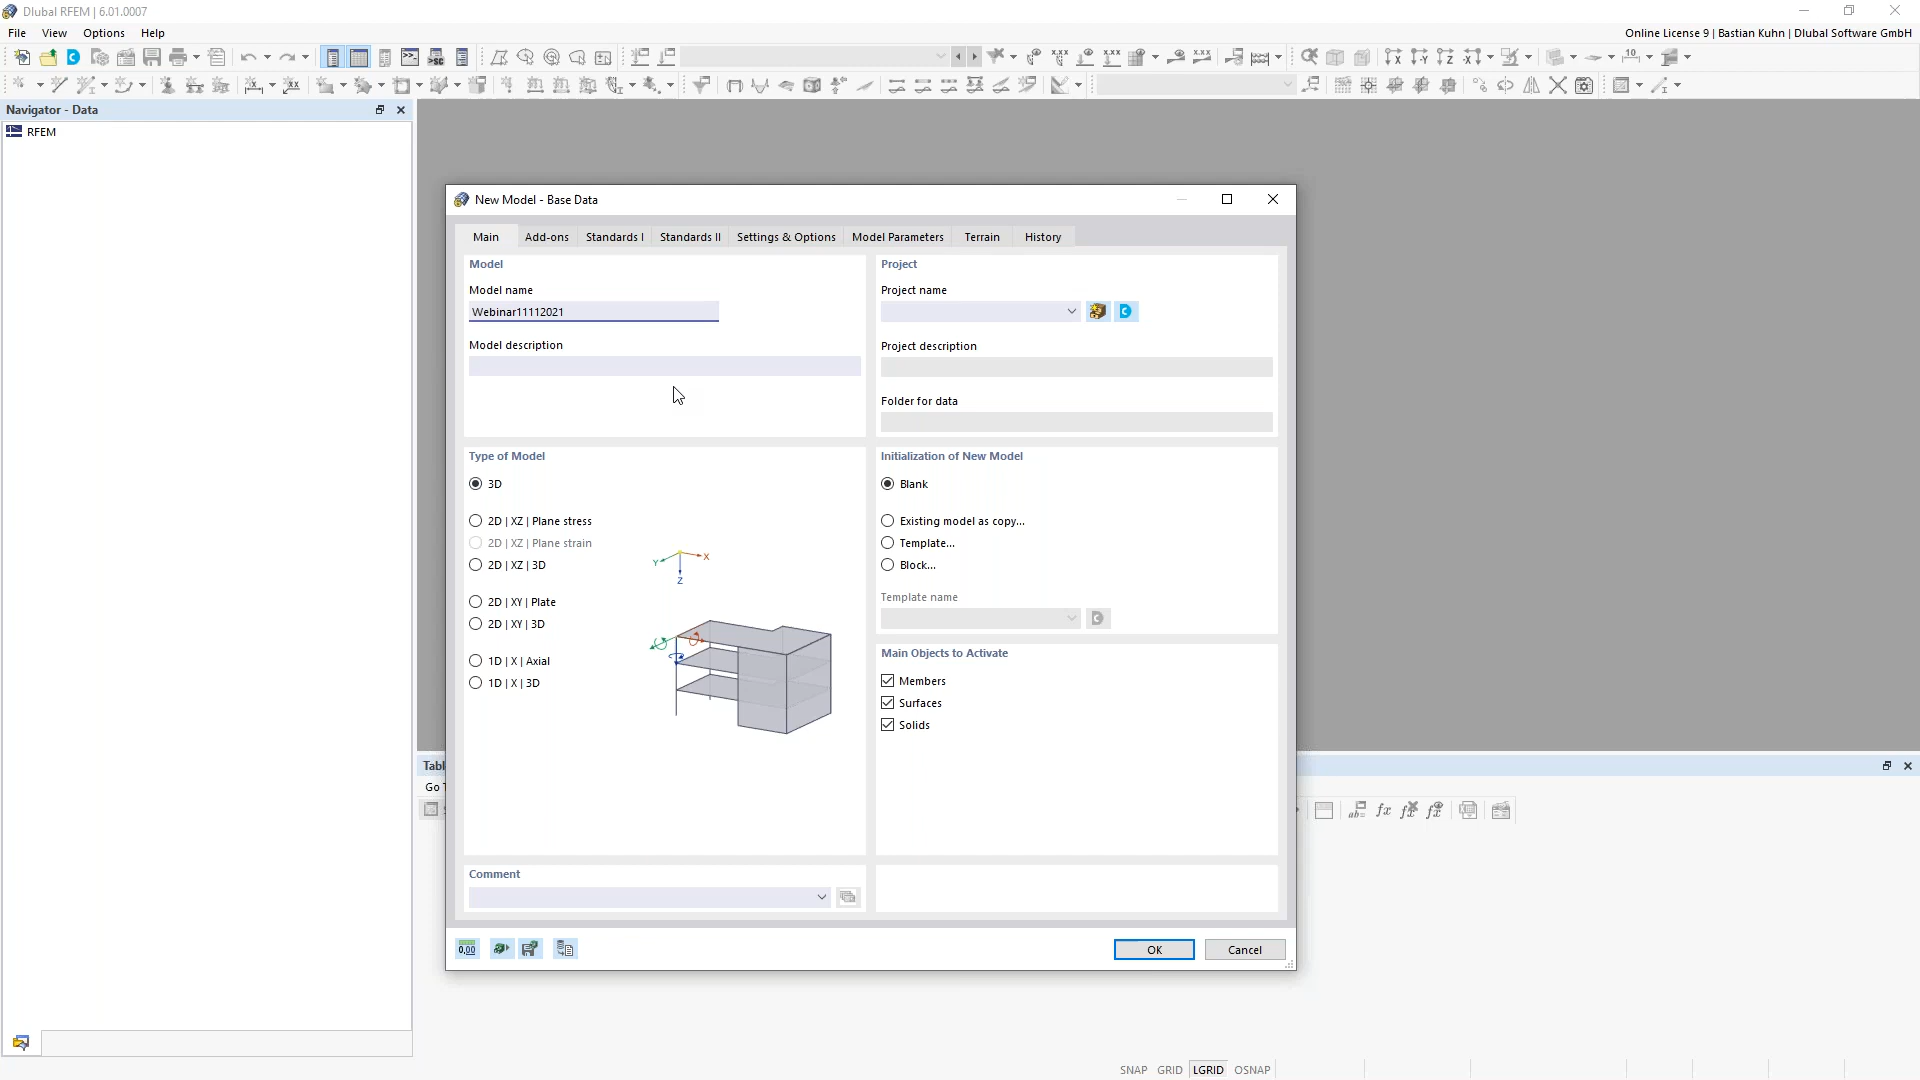 Dlubal RFEM | 6.01.0007
File View Options Help
Online License 9 | Bastian Kuhn | Dlubal Software GmbH
Navigator - Data
RFEM
New Model - Base Data
Main Add-ons Standards I Standards II Settings & Options Model Parameters Terrain History
Model
Model name
Webinar11112021
Model description
Project
Project name
Project description
Folder for data
Type of Model
3D
2D | XZ | Plane stress
2D | XZ | Plane strain
2D | XZ | 3D
2D | XY | Plate
2D | XY | 3D
1D | X | Axial
1D | X | 3D
Y X
Z
Initialization of New Model
Blank
Existing model as copy...
Template...
Block...
Template name
Main Objects to Activate
Members
Surfaces
Solids
Comment
0,00
OK Cancel
SNAP GRID LGRID OSNAP